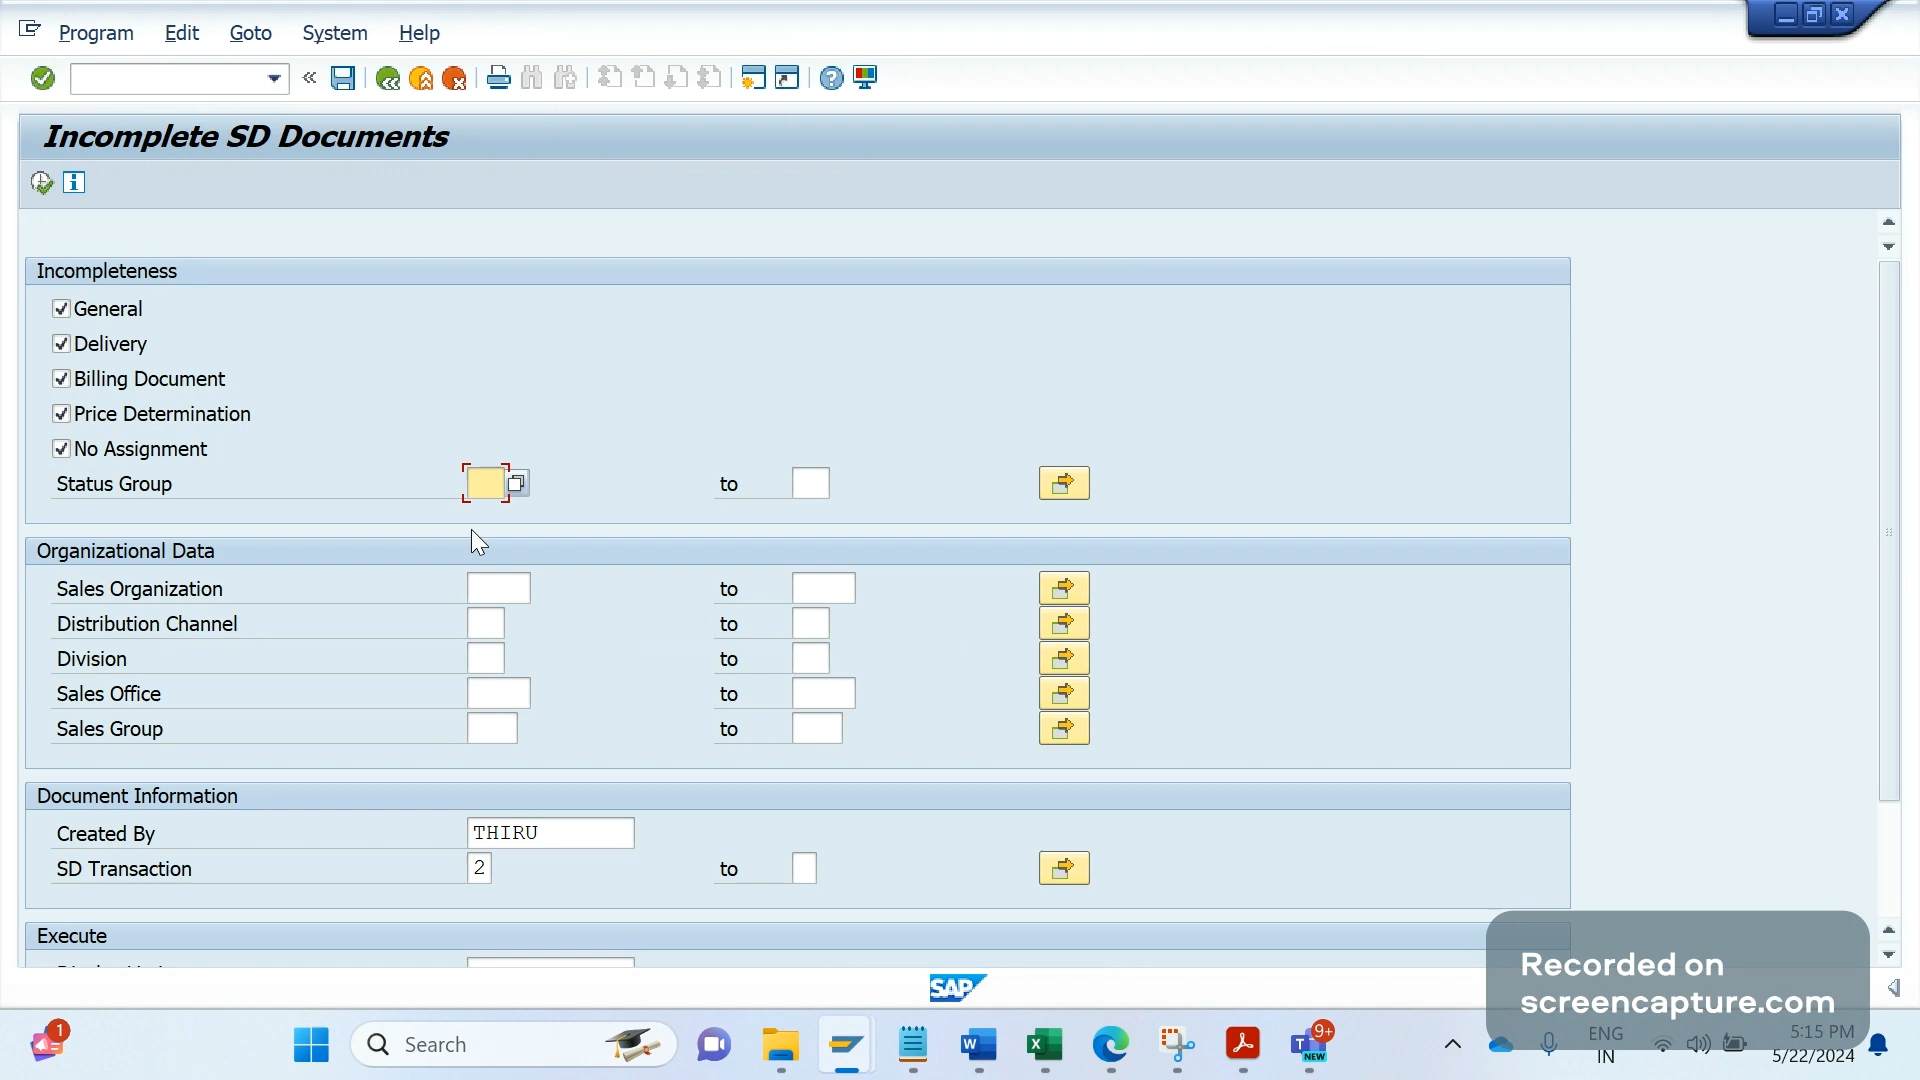 Program Edit Goto System Help
Incomplete SD Documents
Incompleteness
General
Delivery
Billing Document
Price Determination
No Assignment
Status Group to
Organizational Data
Sales Organization to
Distribution Channel to
Division to
Sales Office to
Sales Group to
Document Information
Created By THIRU
SD Transaction 2 to
Execute
SAP
Recorded on
screencapture.com
1
Search
9+
NEW
ENG
IN
5:15 PM
5/22/2024